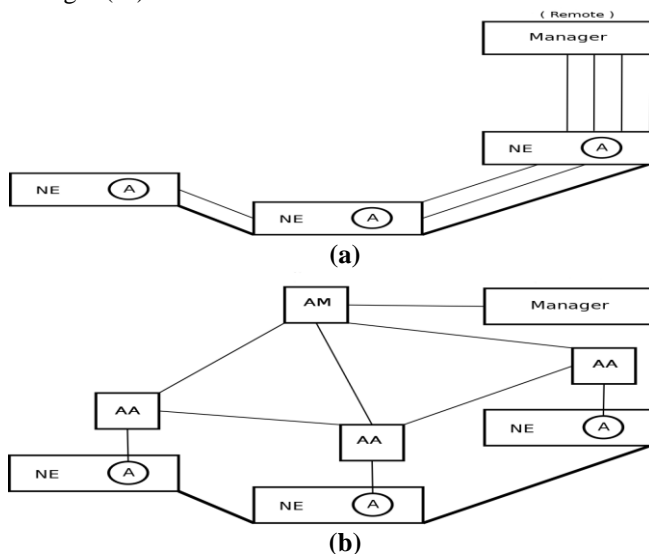 ( Remote )
Manager
NE A
NE A
NE A
(a)
AM
Manager
AA
AA
AA
NE A
NE A
NE A
(b)